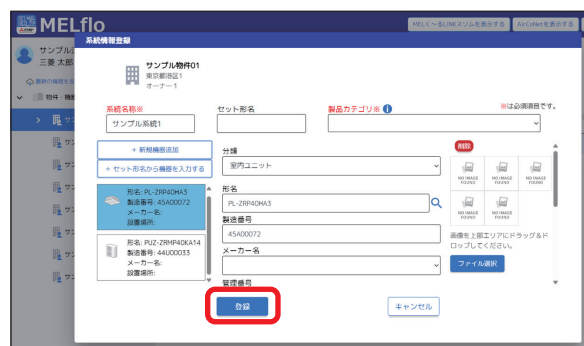 MELflo
MELく〜るLINKスリムを表示する
AirCoNetを表示する
系統情報登録
サンプル
三菱 太郎
サンプル物件01
東京都港区1
オーナー1
最新の機種を
物件・機
系統名称※
セット形名
製品カテゴリ※
※は必須項目です。
サンプル系統1
+ 新規機器追加
+ セット形名から機器を入力する
分類
室内ユニット
削除
NO IMAGE FOUND
NO IMAGE FOUND
NO IMAGE FOUND
形名: PL-ZRP40HA3
製造番号: 45A00072
メーカー名:
設置場所:
形名
PL-ZRP40HA3
NO IMAGE FOUND
NO IMAGE FOUND
製造番号
45A00072
画像を上部エリアにドラッグ&ド
ロップしてください。
形名: PUZ-ZRMP40KA14
製造番号: 44U00033
メーカー名:
設置場所:
メーカー名
ファイル選択
管理番号
登録
キャンセル